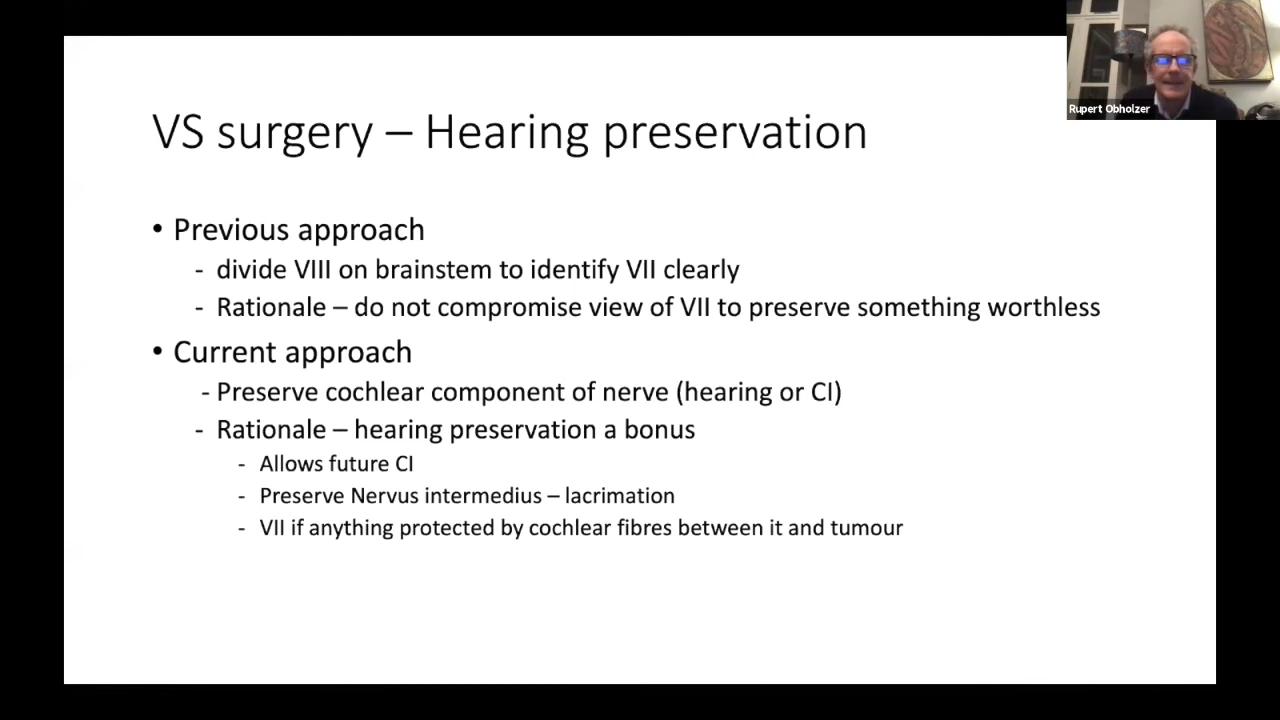 Rupert Obholzer
VS surgery – Hearing preservation
• Previous approach
- divide VIII on brainstem to identify VII clearly
- Rationale – do not compromise view of VII to preserve something worthless
• Current approach
- Preserve cochlear component of nerve (hearing or CI)
- Rationale – hearing preservation a bonus
- Allows future CI
- Preserve Nervus intermedius – lacrimation
- VII if anything protected by cochlear fibres between it and tumour